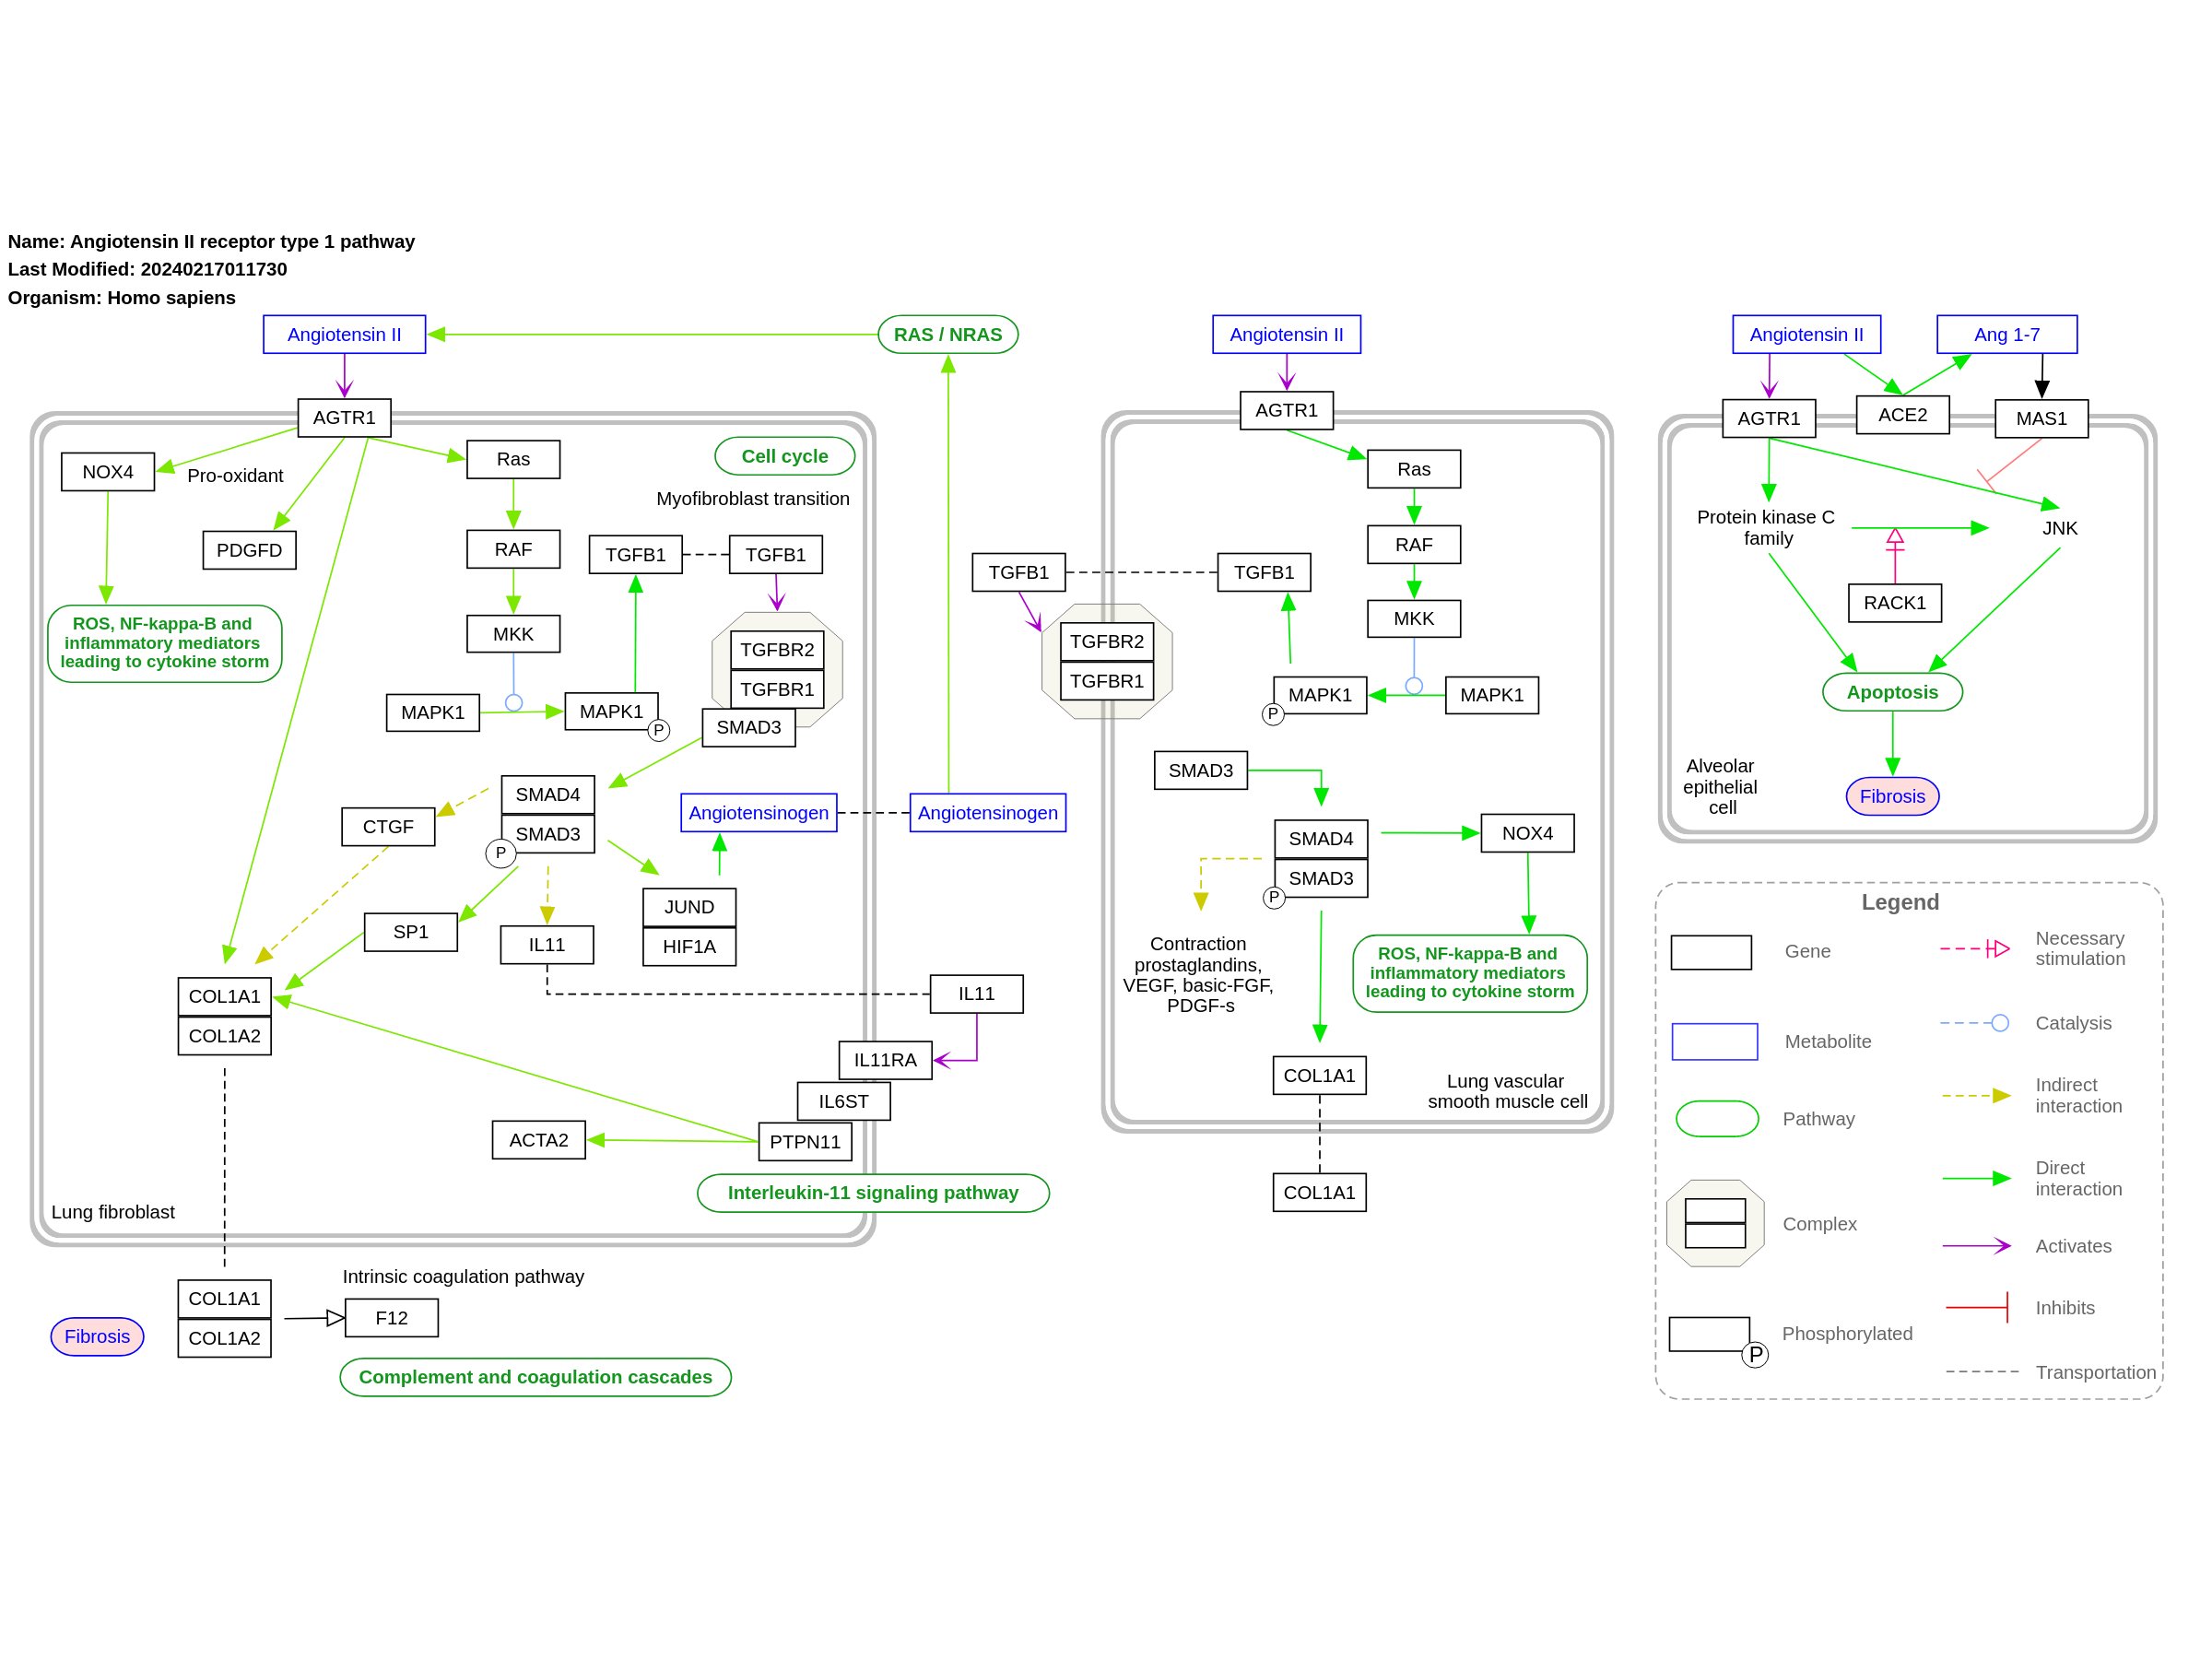 Name: Angiotensin II receptor type 1 pathway
Last Modified: 20240217011730
Organism: Homo sapiens
Angiotensin II
RAS / NRAS
AGTR1
NOX4
Pro-oxidant
Ras
Cell cycle
Myofibroblast transition
PDGFD
RAF
TGFB1
TGFB1
ROS, NF-kappa-B and
inflammatory mediators
leading to cytokine storm
MKK
TGFBR2
TGFBR1
MAPK1
MAPK1
P
SMAD3
SMAD4
SMAD3
P
CTGF
Angiotensinogen
Angiotensinogen
SP1
IL11
JUND
HIF1A
COL1A1
COL1A2
IL11
IL11RA
IL6ST
PTPN11
ACTA2
Interleukin-11 signaling pathway
Lung fibroblast
Intrinsic coagulation pathway
COL1A1
COL1A2
F12
Fibrosis
Complement and coagulation cascades
Angiotensin II
AGTR1
Ras
RAF
TGFB1
TGFB1
MKK
TGFBR2
TGFBR1
MAPK1
P
MAPK1
SMAD3
SMAD4
SMAD3
P
NOX4
Contraction
prostaglandins,
VEGF, basic-FGF,
PDGF-s
ROS, NF-kappa-B and
inflammatory mediators
leading to cytokine storm
COL1A1
Lung vascular
smooth muscle cell
COL1A1
Angiotensin II
Ang 1-7
AGTR1
ACE2
MAS1
Protein kinase C
family
JNK
RACK1
Apoptosis
Alveolar
epithelial
cell
Fibrosis
Legend
Gene
Necessary
stimulation
Metabolite
Catalysis
Pathway
Indirect
interaction
Direct
interaction
Complex
Activates
Inhibits
Phosphorylated
P
Transportation